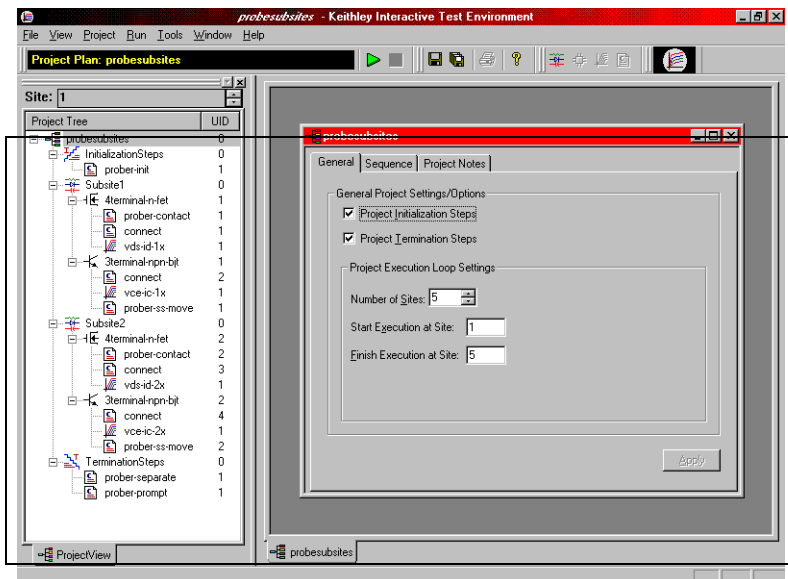 probesubsites - Keithley Interactive Test Environment
File View Project Run Tools Window Help
Project Plan: probesubsites
Site: 1
Project Tree UID
probesubsites 0
InitializationSteps 0
prober-init 1
Subsite1 0
4terminal-n-fet 1
prober-contact 1
connect 1
vds-id-1x 1
3terminal-npn-bjt 1
connect 2
vce-ic-1x 1
prober-ss-move 1
Subsite2 0
4terminal-n-fet 2
prober-contact 2
connect 3
vds-id-2x 1
3terminal-npn-bjt 2
connect 4
vce-ic-2x 1
prober-ss-move 2
TerminationSteps 0
prober-separate 1
prober-prompt 1
ProjectView
probesubsites
General Sequence Project Notes
General Project Settings/Options
Project Initialization Steps
Project Termination Steps
Project Execution Loop Settings
Number of Sites: 5
Start Execution at Site: 1
Finish Execution at Site: 5
Apply
probesubsites